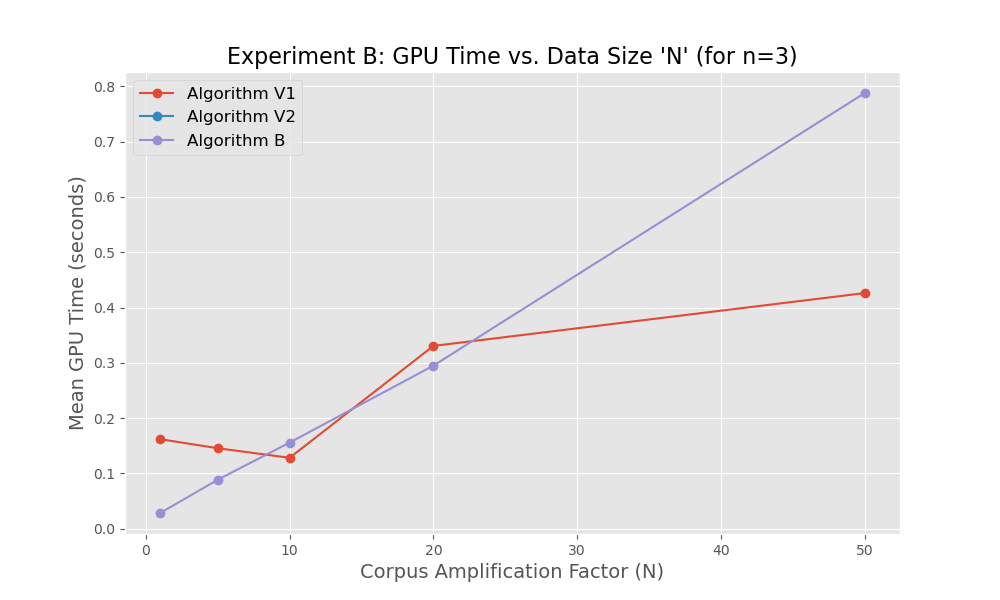 Experiment B: GPU Time vs. Data Size 'N' (for n=3)
Algorithm V1
Algorithm V2
Algorithm B
Mean GPU Time (seconds)
0.8
0.7
0.6
0.5
0.4
0.3
0.2
0.1
0.0
0 10 20 30 40 50
Corpus Amplification Factor (N)